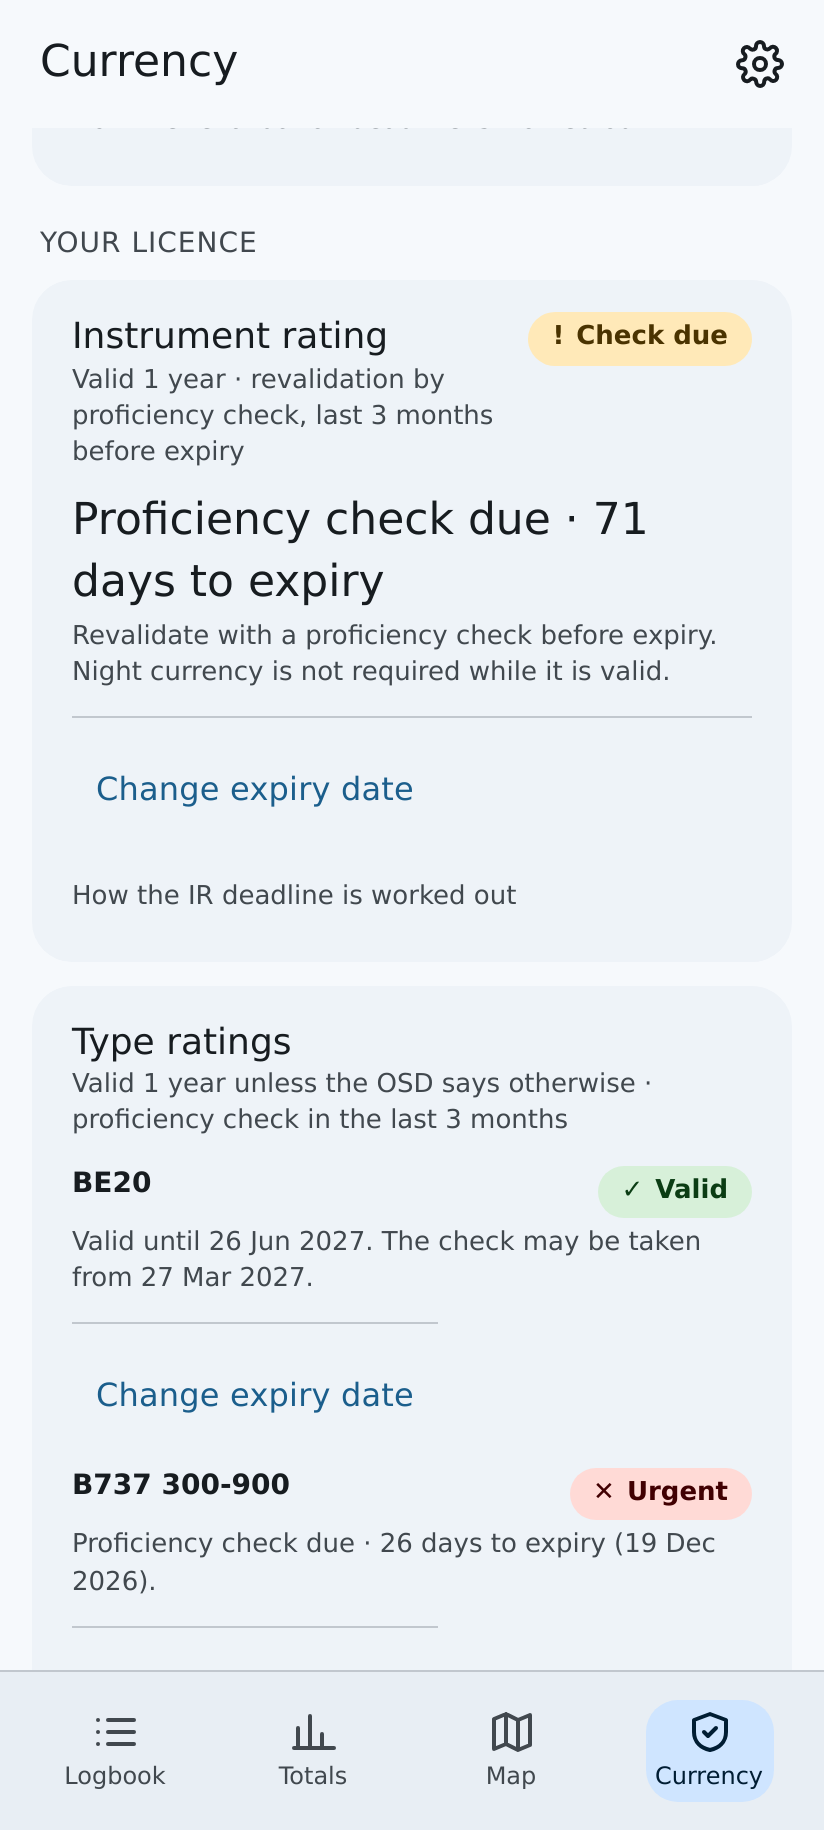 Currency
YOUR LICENCE
Instrument rating
! Check due
Valid 1 year · revalidation by
proficiency check, last 3 months
before expiry
Proficiency check due · 71
days to expiry
Revalidate with a proficiency check before expiry.
Night currency is not required while it is valid.
Change expiry date
How the IR deadline is worked out
Type ratings
Valid 1 year unless the OSD says otherwise ·
proficiency check in the last 3 months
BE20
✓ Valid
Valid until 26 Jun 2027. The check may be taken
from 27 Mar 2027.
Change expiry date
B737 300-900
✕ Urgent
Proficiency check due · 26 days to expiry (19 Dec
2026).
Logbook
Totals
Map
Currency